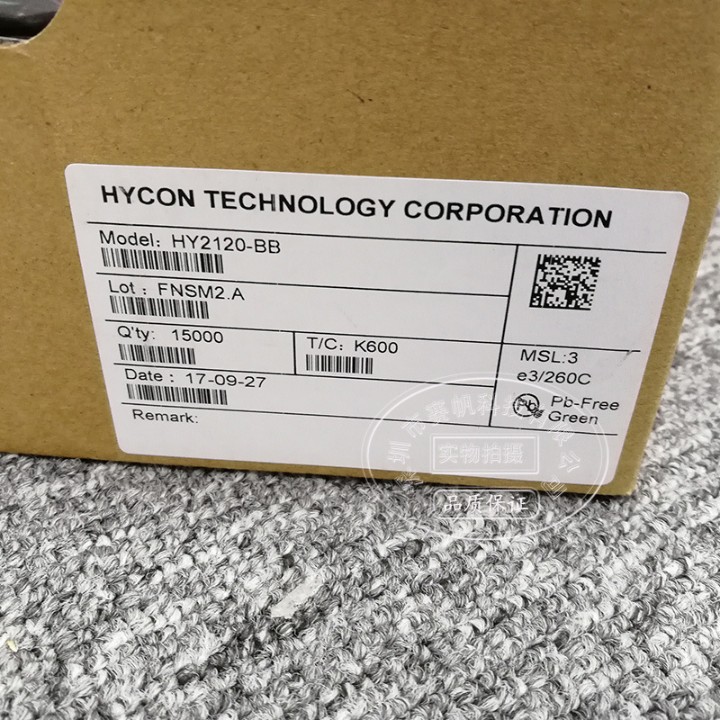 HYCON TECHNOLOGY CORPORATION
Model: HY2120-BB
Lot : FNSM2.A
Q'ty: 15000
T/C: K600
Date : 17-09-27
Remark:
MSL:3
e3/260C
Pb
Pb-Free
Green
实物拍摄
品质保证